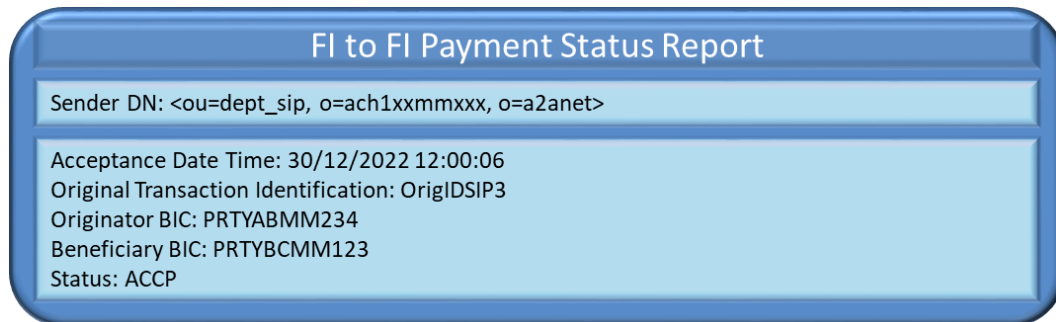 FI to FI Payment Status Report
Sender DN: <ou=dept_sip, o=ach1xxmmxxx, o=a2anet>
Acceptance Date Time: 30/12/2022 12:00:06
Original Transaction Identification: OrigIDSIP3
Originator BIC: PRTYABMM234
Beneficiary BIC: PRTYBCMM123
Status: ACCP